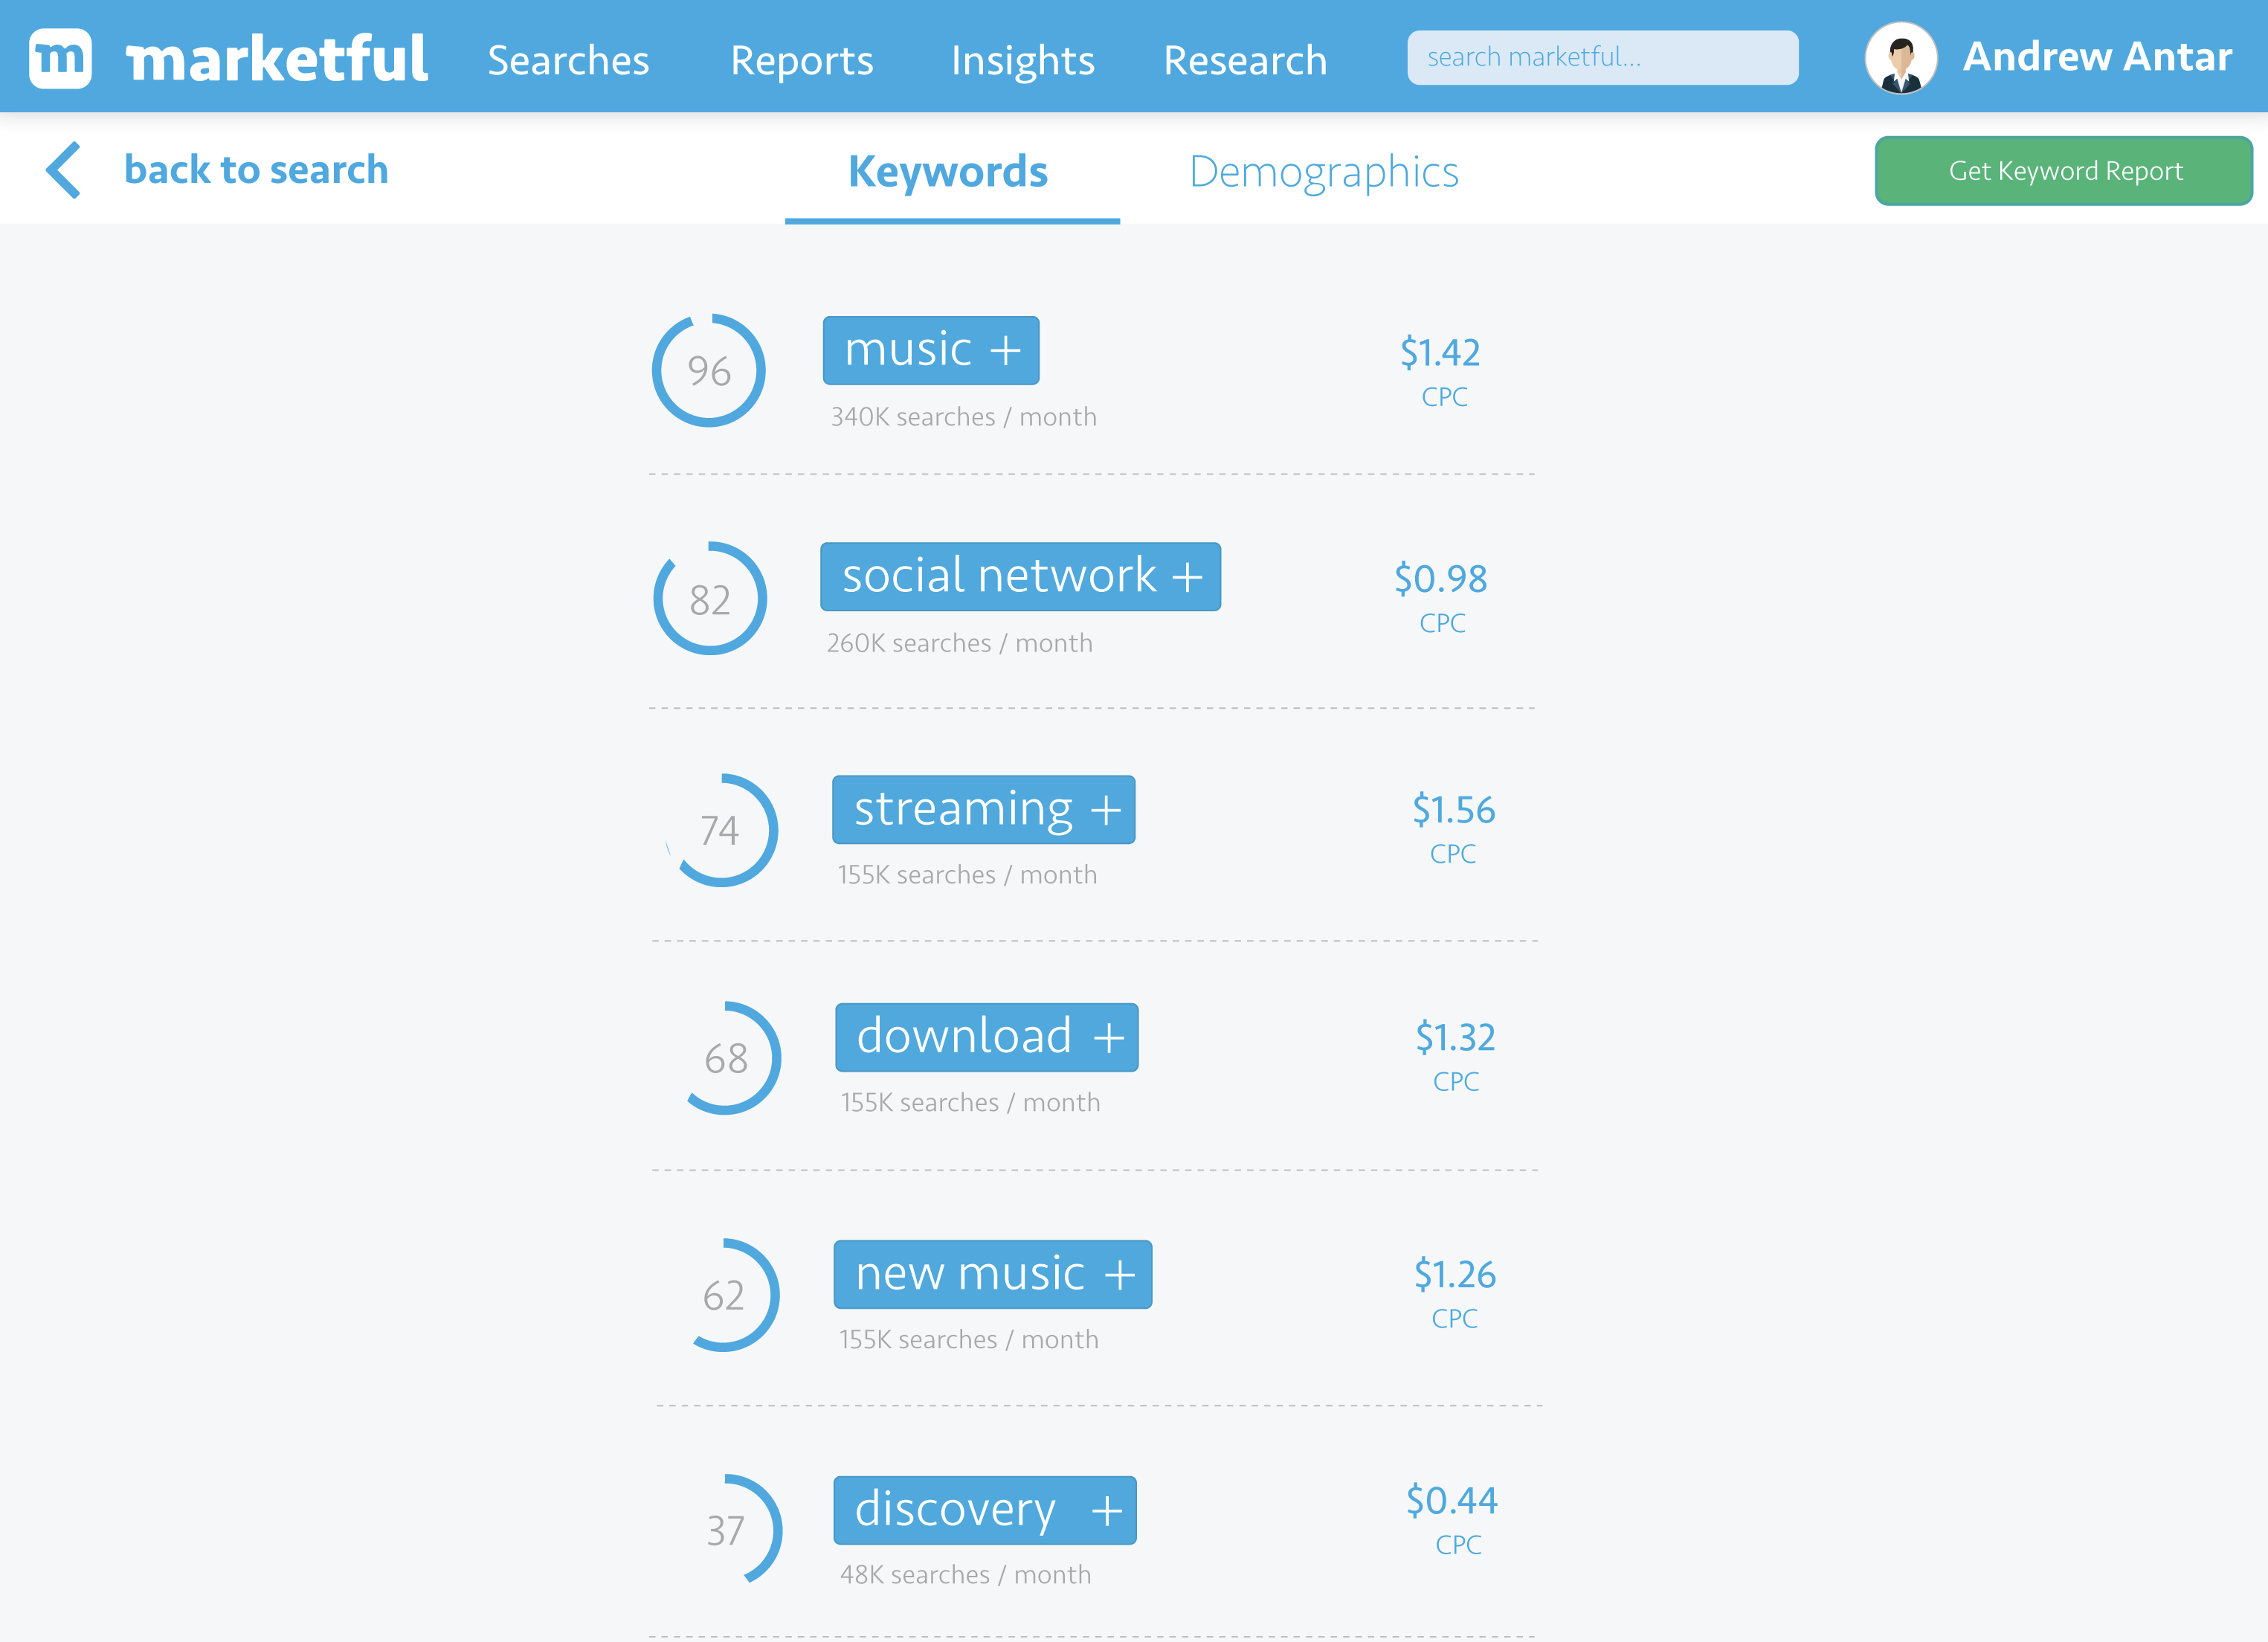 m marketful Searches Reports Insights Research search marketful... Andrew Antar
back to search Keywords Demographics Get Keyword Report
96 music + $1.42
CPC
340K searches / month
82 social network + $0.98
CPC
260K searches / month
74 streaming + $1.56
CPC
155K searches / month
68 download + $1.32
CPC
155K searches / month
62 new music + $1.26
CPC
155K searches / month
37 discovery + $0.44
CPC
48K searches / month